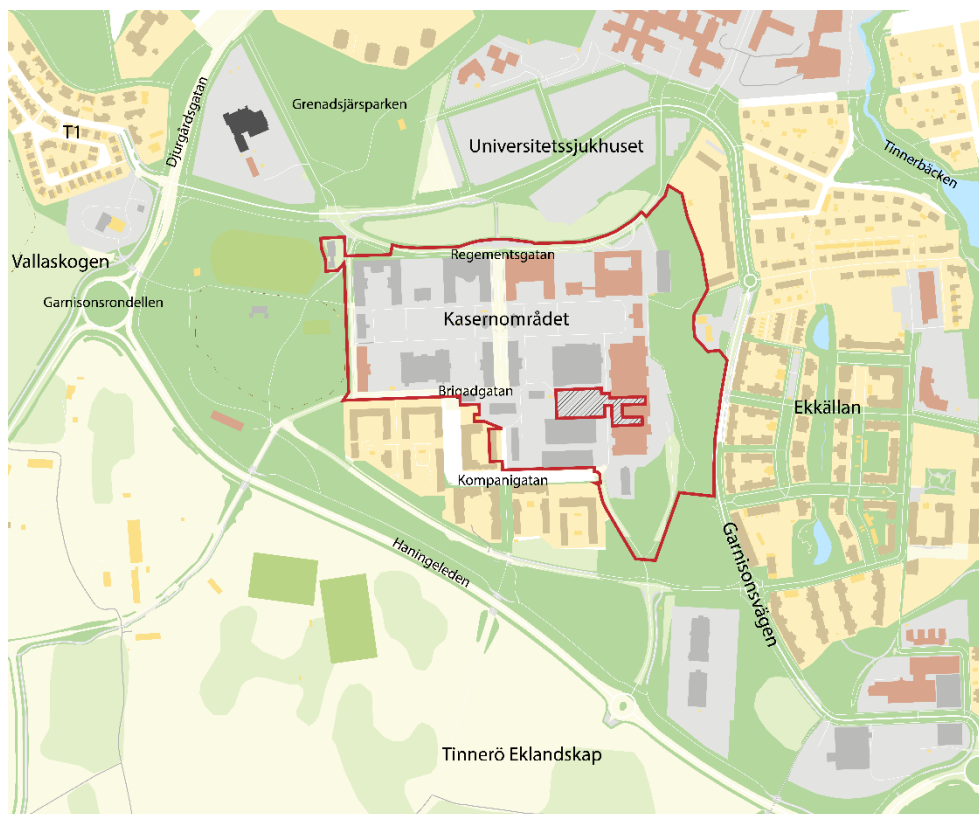 Grenadsjärsparken
T1
Djurgårdsgatan
Universitetssjukhuset
Tinnerbäcken
Vallaskogen
Regementsgatan
Garnisonsrondellen
Kasernområdet
Brigadgatan
Ekkällan
Kompanigatan
Haningeleden
Garnisonsvägen
Tinnerö Eklandskap